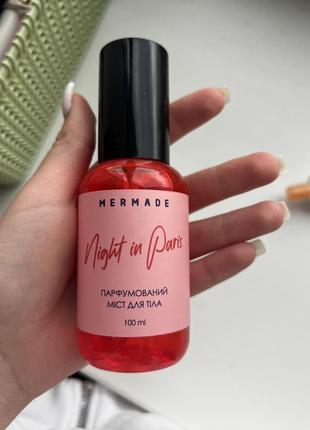 MERMADE
Night in Paris
ПАРФУМОВАНИЙ
МІСТ ДЛЯ ТІЛА
100 ml